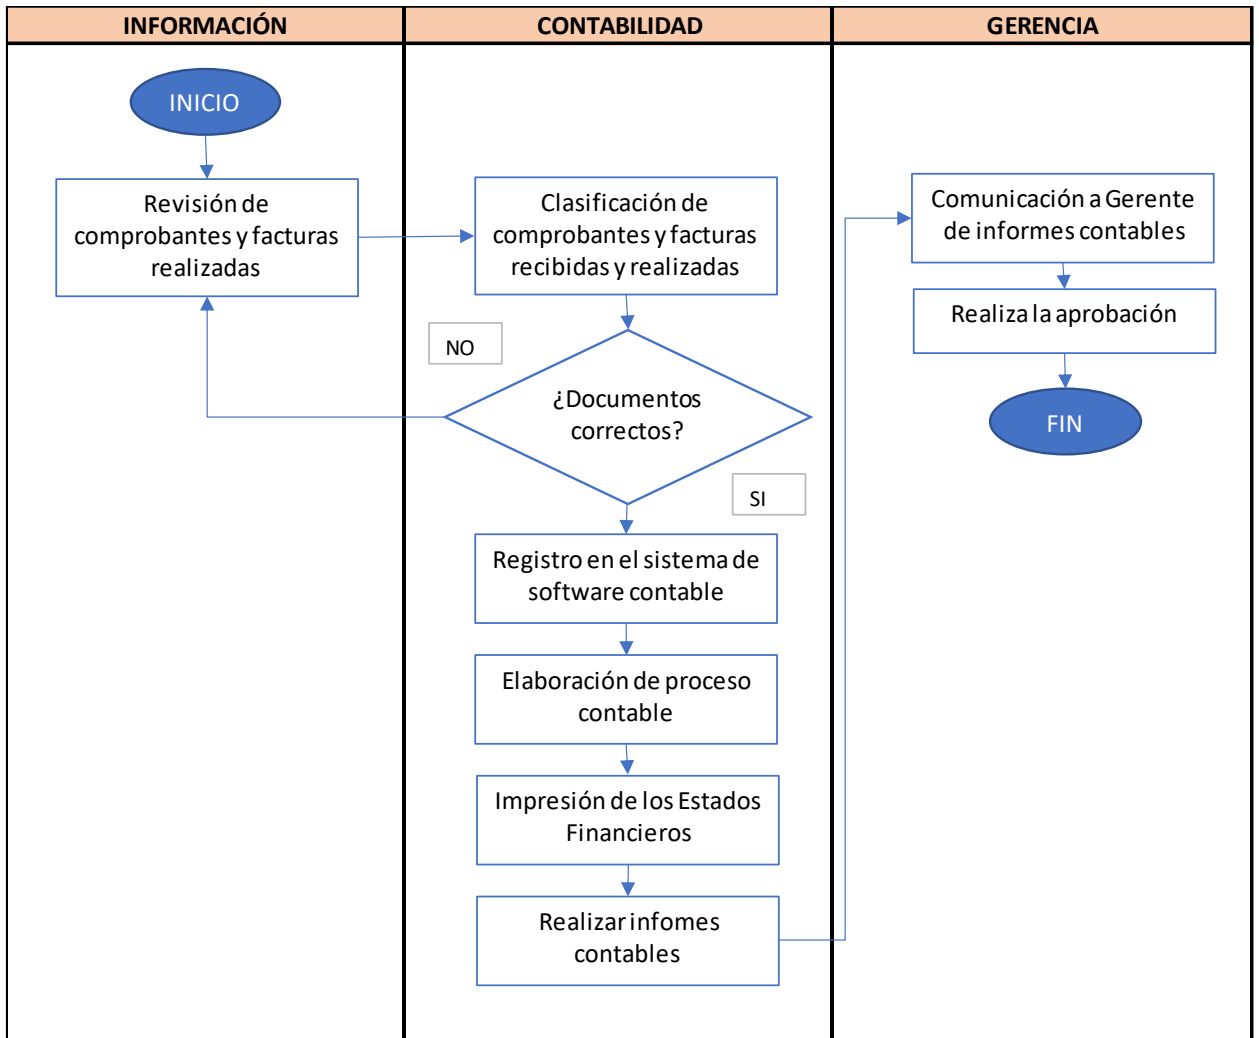 INFORMACIÓN
CONTABILIDAD
GERENCIA
INICIO
Revisión de
comprobantes y facturas
realizadas
Clasificación de
comprobantes y facturas
recibidas y realizadas
NO
¿Documentos
correctos?
SI
Registro en el sistema de
software contable
Elaboración de proceso
contable
Impresión de los Estados
Financieros
Realizar infomes
contables
Comunicación a Gerente
de informes contables
Realiza la aprobación
FIN